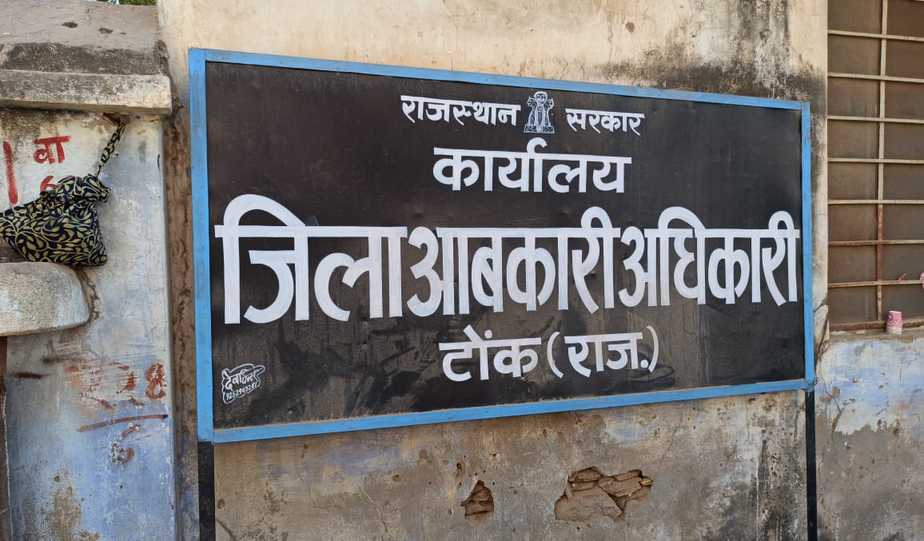 राजस्थान सरकार
कार्यालय
जिला आबकारी अधिकारी
टोंक (राज.)
वा